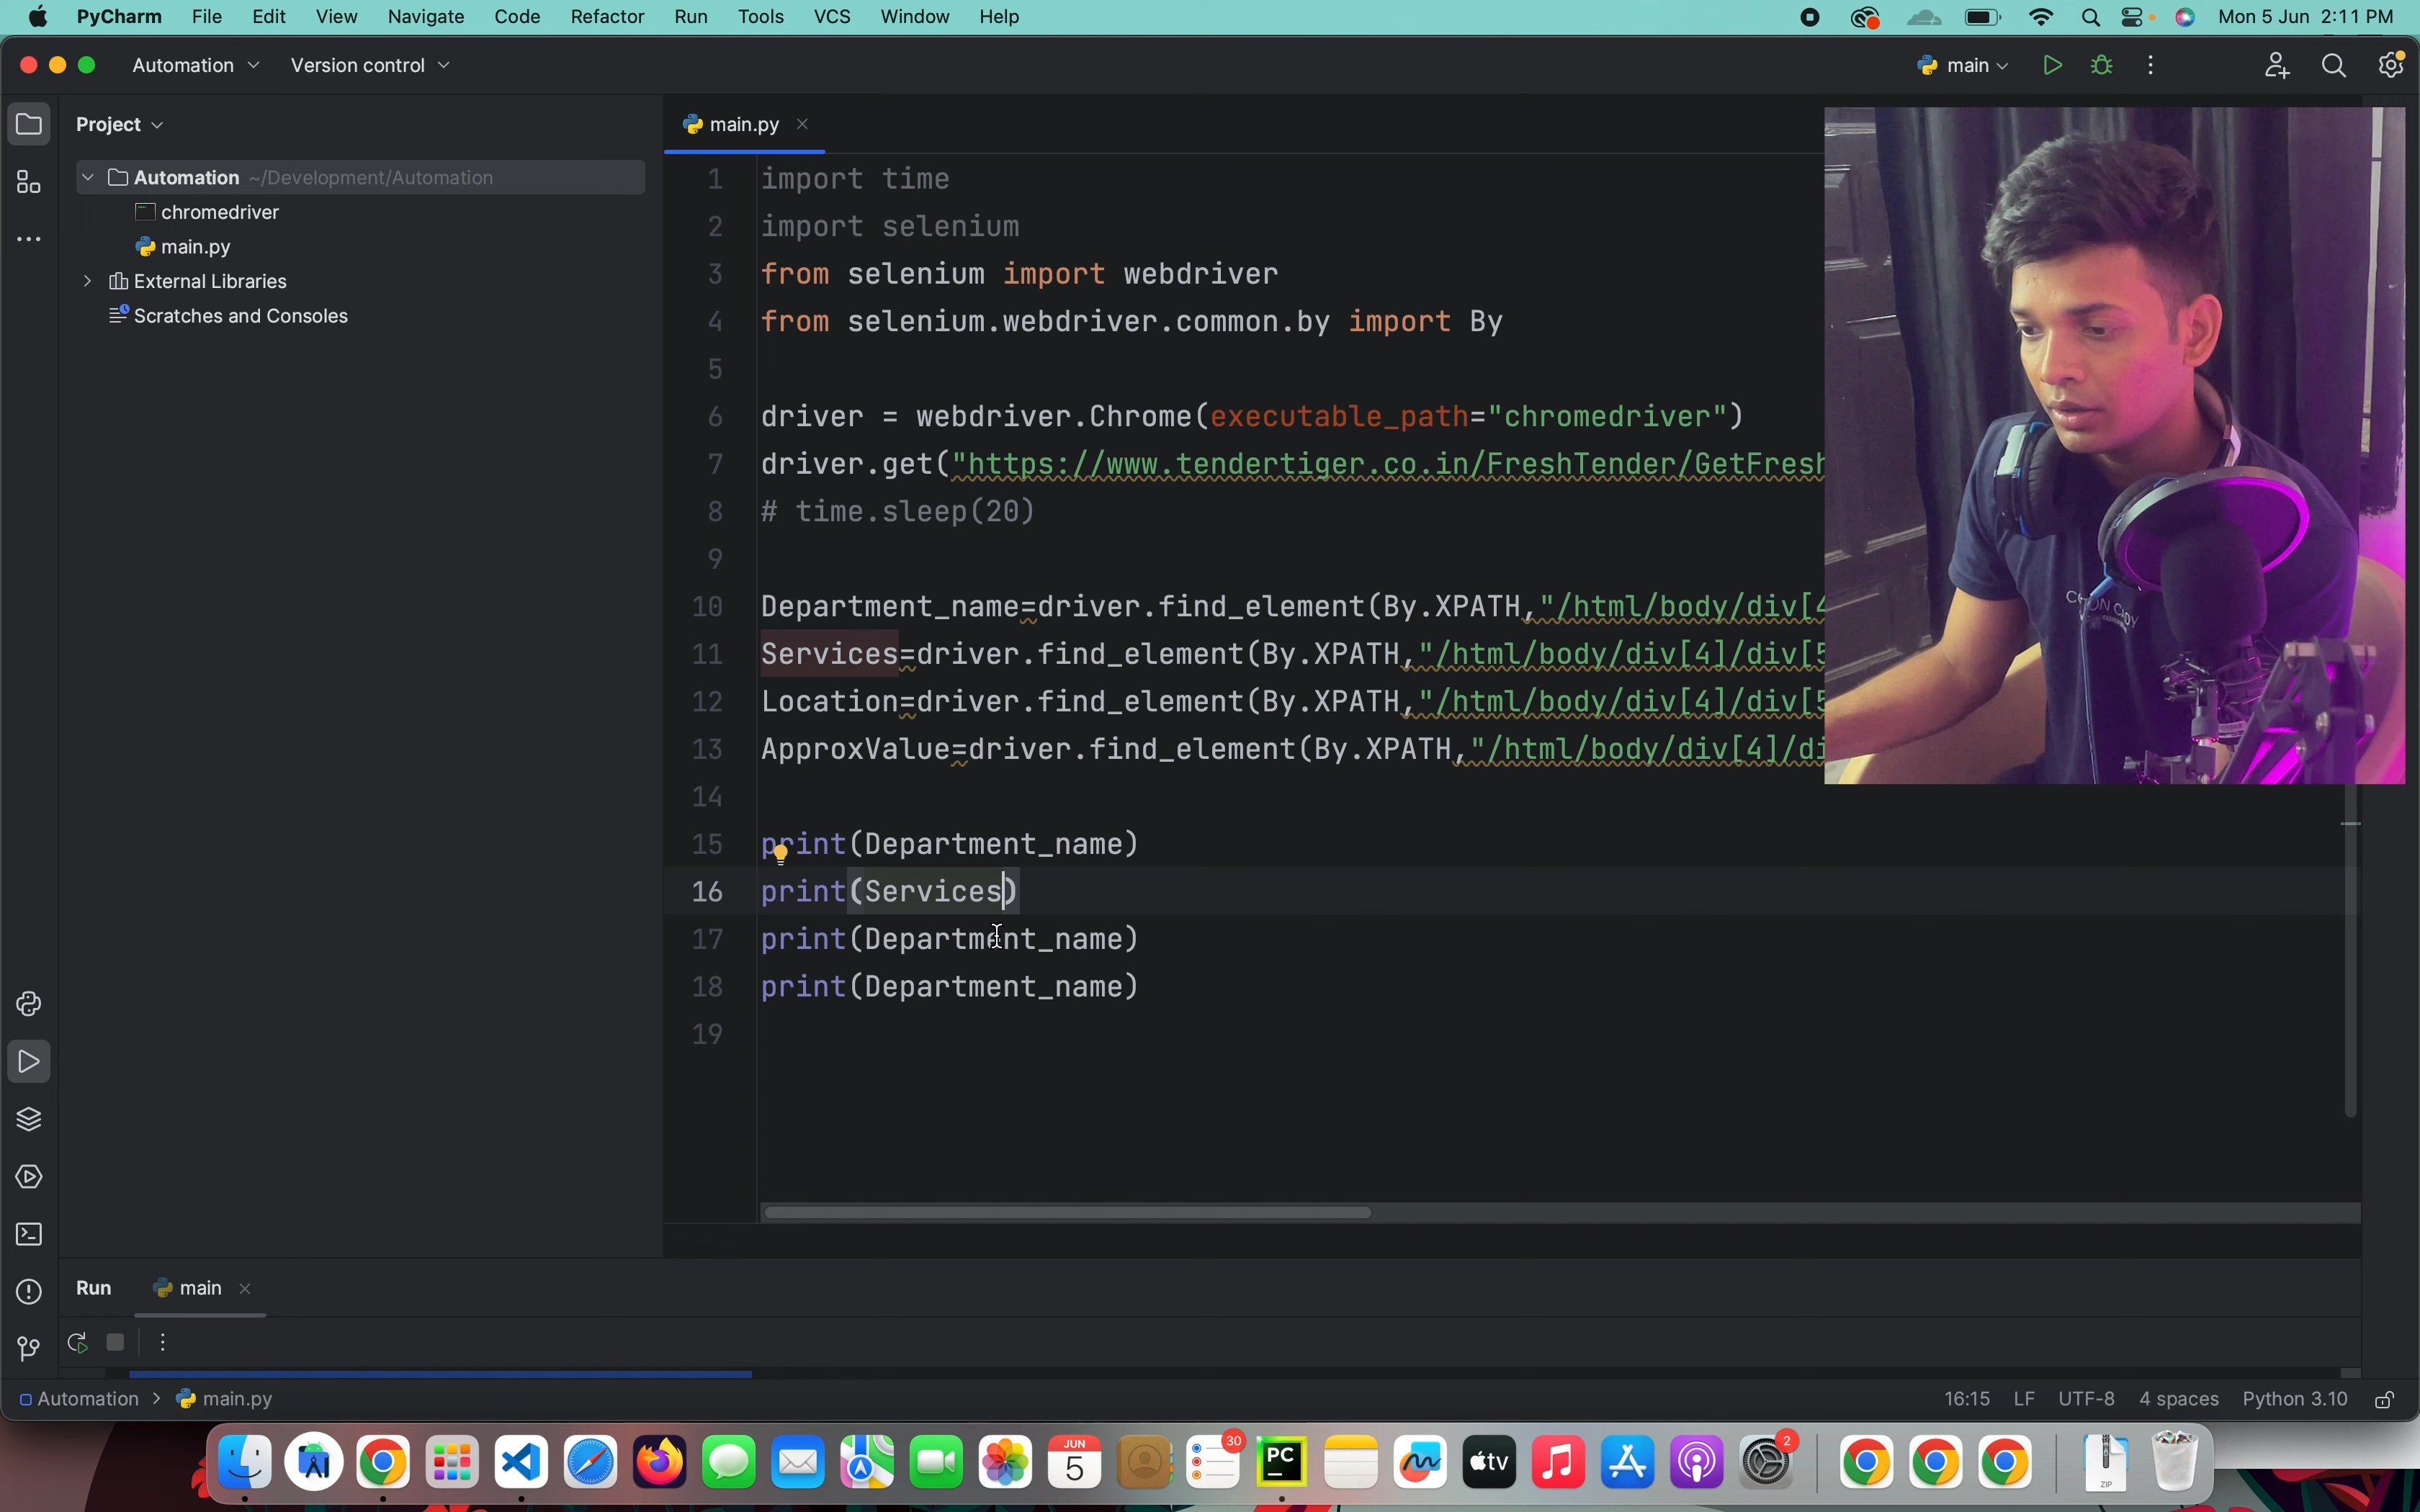 PyCharm File Edit View Navigate Code Refactor Run Tools VCS Window Help Mon 5 Jun 2:11 PM
Automation Version control main
Project
main.py
Automation ~/Development/Automation
chromedriver
main.py
External Libraries
Scratches and Consoles
1 import time
2 import selenium
3 from selenium import webdriver
4 from selenium.webdriver.common.by import By
5
6 driver = webdriver.Chrome(executable_path="chromedriver")
7 driver.get("https://www.tendertiger.co.in/FreshTender/GetFresh
8 # time.sleep(20)
9
10 Department_name=driver.find_element(By.XPATH,"/html/body/div[4
11 Services=driver.find_element(By.XPATH,"/html/body/div[4]/div[5
12 Location=driver.find_element(By.XPATH,"/html/body/div[4]/div[5
13 ApproxValue=driver.find_element(By.XPATH,"/html/body/div[4]/di
14
15 print(Department_name)
16 print(Services)
17 print(Department_name)
18 print(Department_name)
19
Run main
Automation > main.py 16:15 LF UTF-8 4 spaces Python 3.10
JUN
5
30
PC
tv
2
ZIP